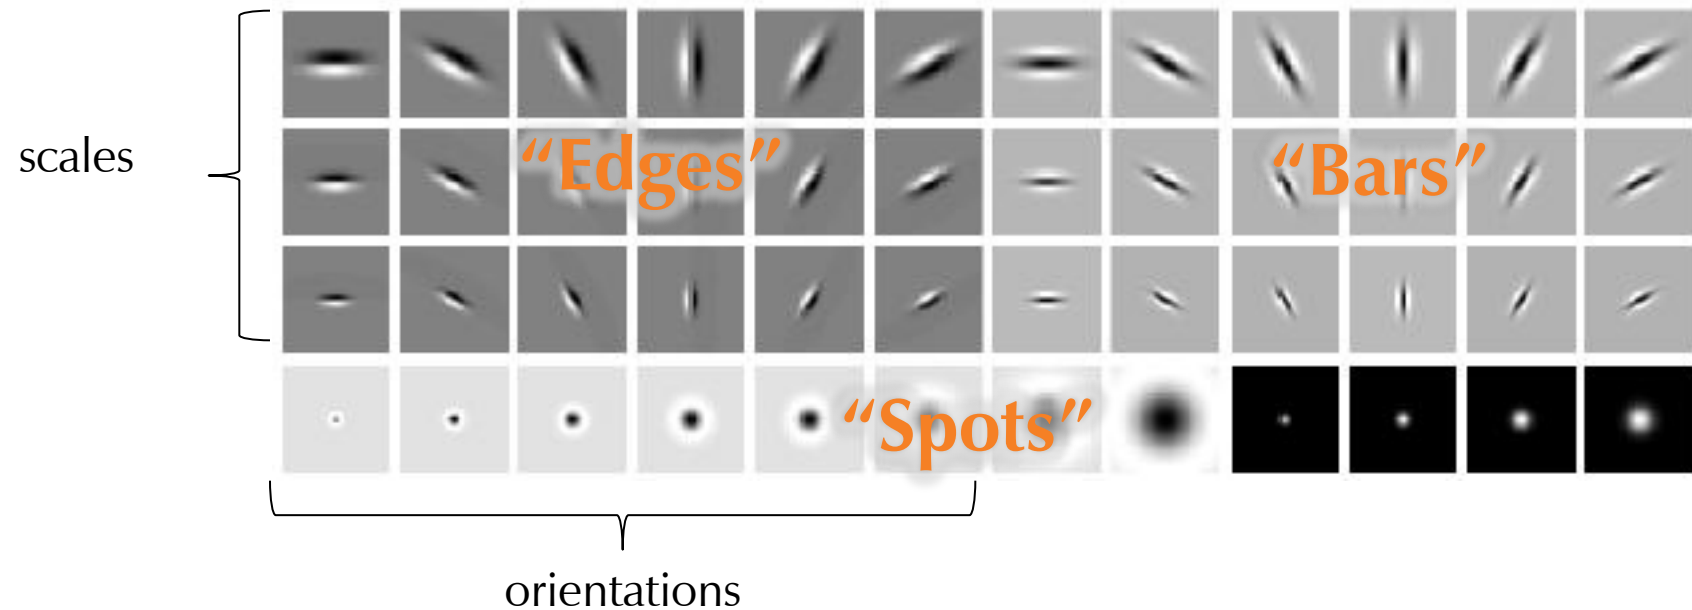 scales
“Edges”
“Bars”
“Spots”
orientations